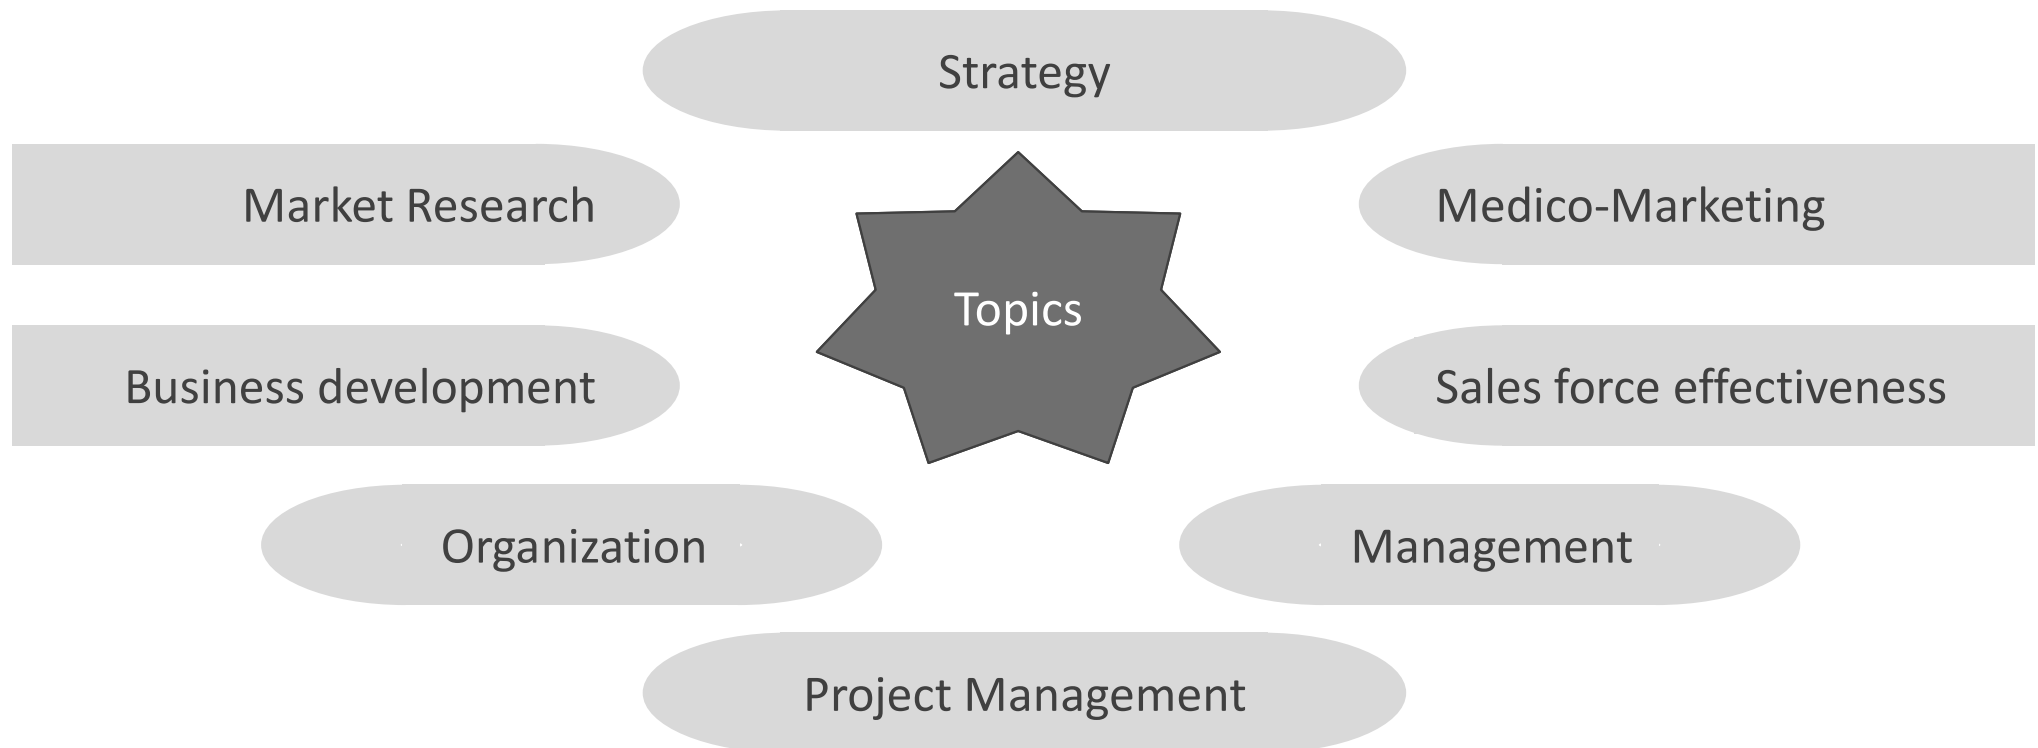 Strategy
Market Research
Medico-Marketing
Topics
Business development
Sales force effectiveness
Organization
Management
Project Management